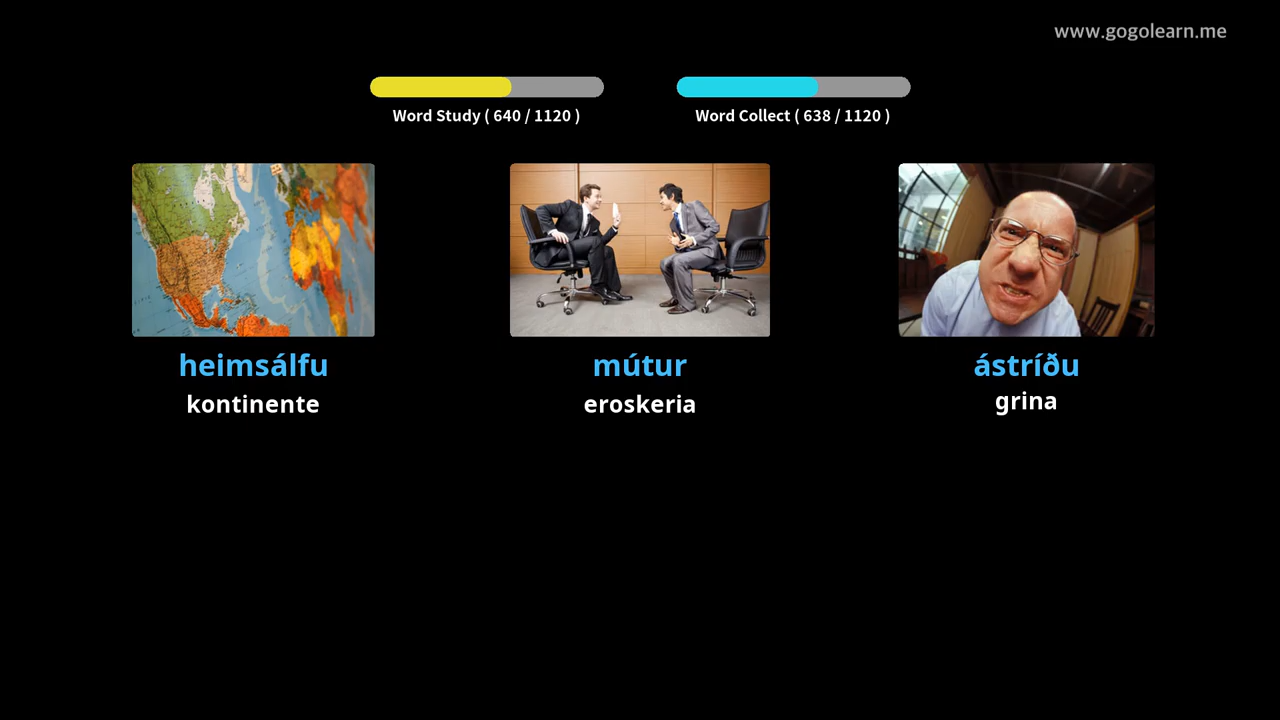 www.gogolearn.me
Word Study ( 640 / 1120 )
Word Collect ( 638 / 1120 )
heimsálfu
mútur
ástríðu
kontinente
eroskeria
grina